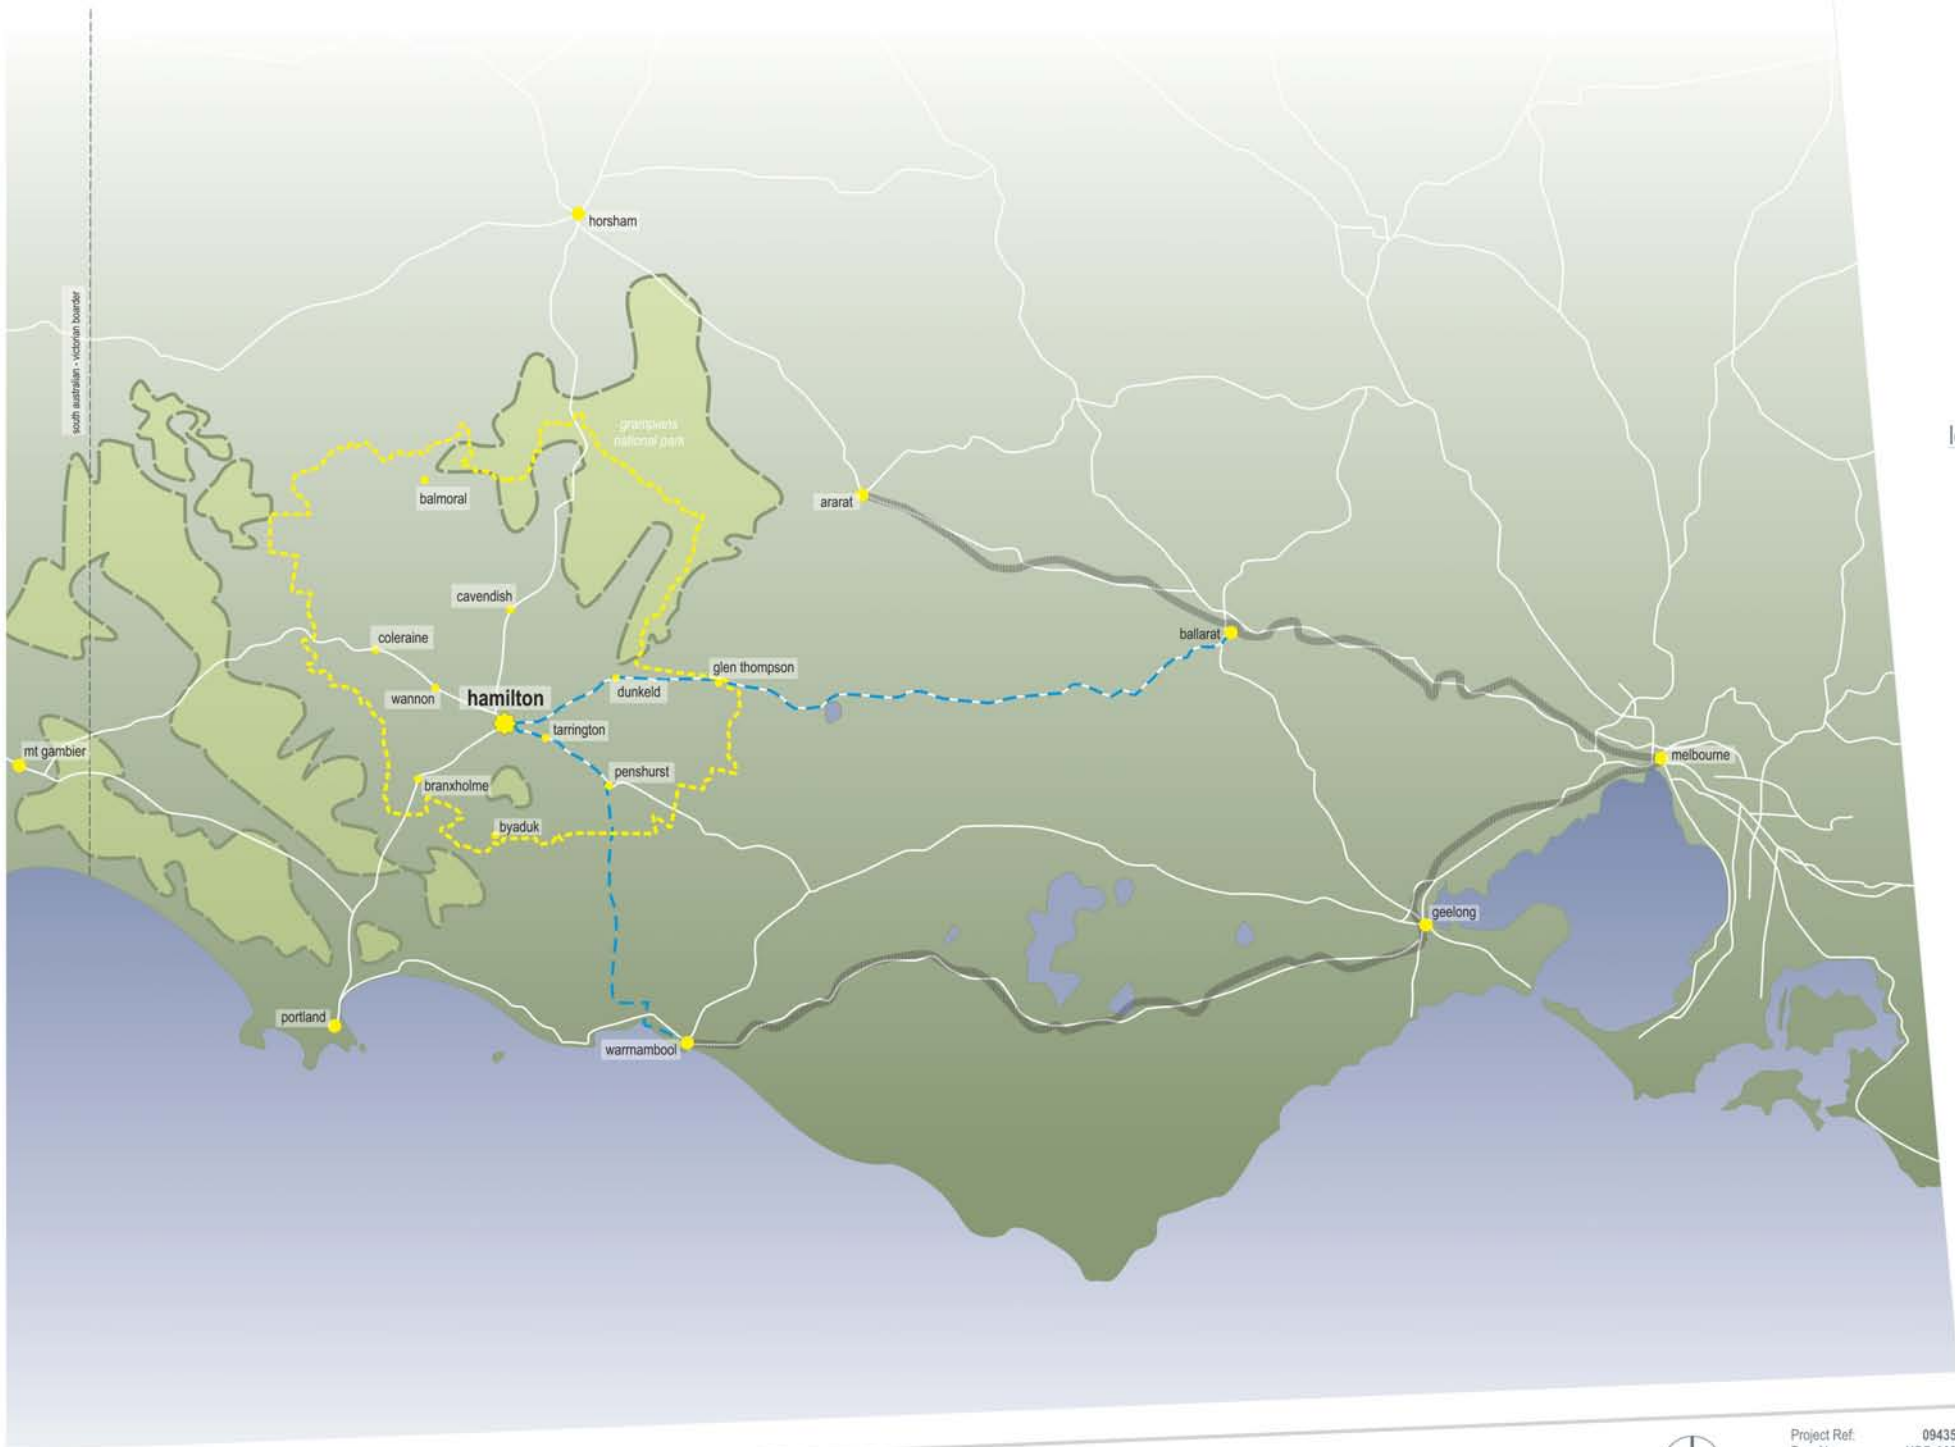 horsham
south australian - victorian boarder
grampians
national park
balmoral
ararat
cavendish
coleraine
ballarat
glen thompson
wannon
hamilton
dunkeld
tarrington
mt gambier
penshurst
melbourne
branxholme
byaduk
geelong
portland
warrnambool
Project Ref:
09435